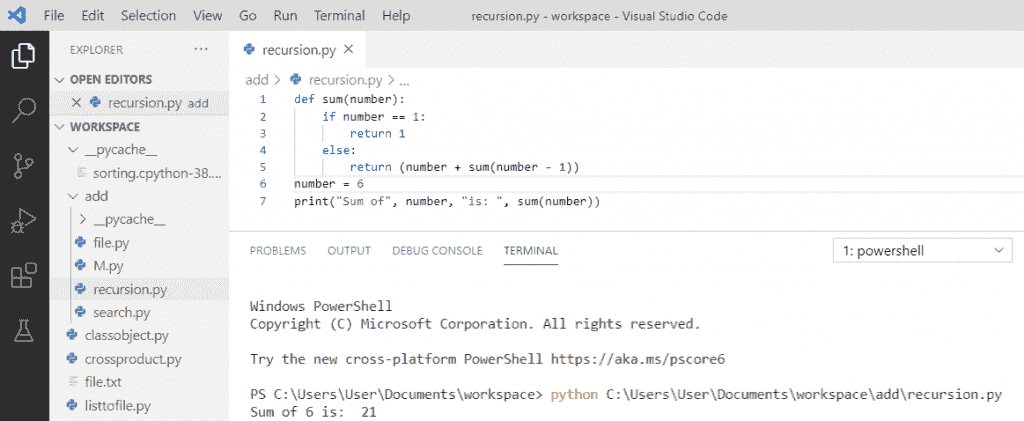 File Edit Selection View Go Run Terminal Help recursion.py - workspace - Visual Studio Code
EXPLORER ...
OPEN EDITORS
recursion.py add
WORKSPACE
__pycache__
sorting.cpython-38....
add
__pycache__
file.py
M.py
recursion.py
search.py
classobject.py
crossproduct.py
file.txt
listtofile.py
recursion.py
add > recursion.py > ...
1 def sum(number):
2 if number == 1:
3 return 1
4 else:
5 return (number + sum(number - 1))
6 number = 6
7 print("Sum of", number, "is: ", sum(number))
PROBLEMS OUTPUT DEBUG CONSOLE TERMINAL 1: powershell
Windows PowerShell
Copyright (C) Microsoft Corporation. All rights reserved.
Try the new cross-platform PowerShell https://aka.ms/pscore6
PS C:\Users\User\Documents\workspace> python C:\Users\User\Documents\workspace\add\recursion.py
Sum of 6 is:  21